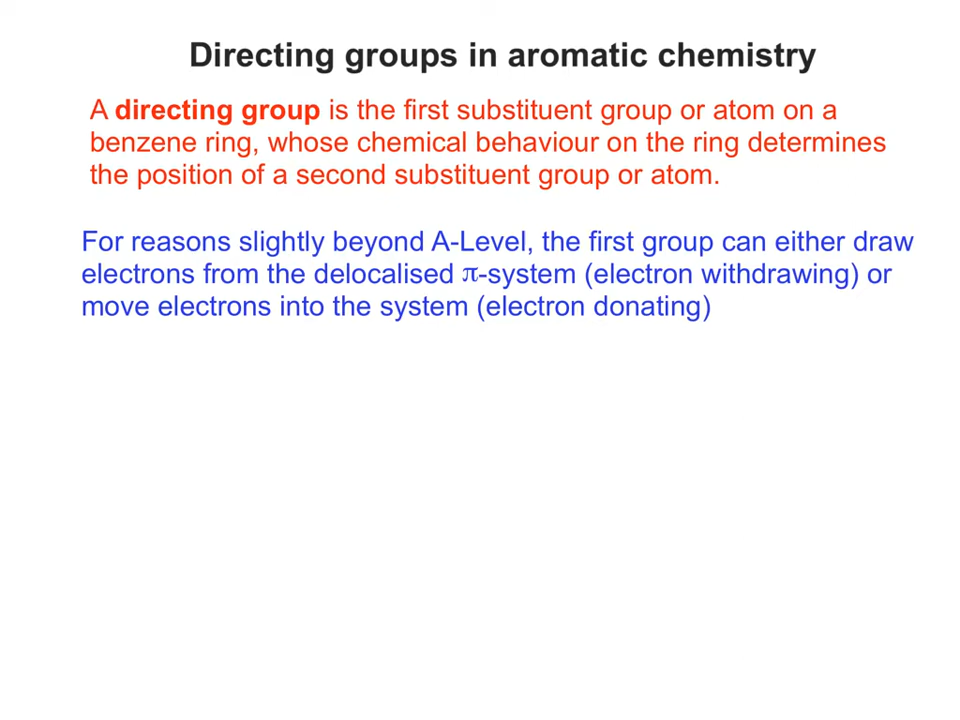 Directing groups in aromatic chemistry
A directing group is the first substituent group or atom on a
benzene ring, whose chemical behaviour on the ring determines
the position of a second substituent group or atom.
For reasons slightly beyond A-Level, the first group can either draw
electrons from the delocalised π-system (electron withdrawing) or
move electrons into the system (electron donating)